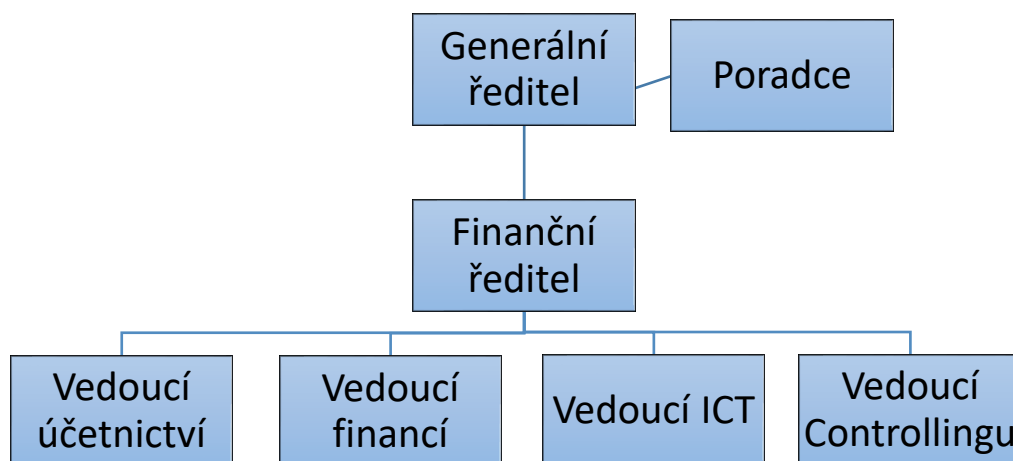 Generální
ředitel
Poradce
Finanční
ředitel
Vedoucí
účetnictví
Vedoucí
financí
Vedoucí ICT
Vedoucí
Controllingu